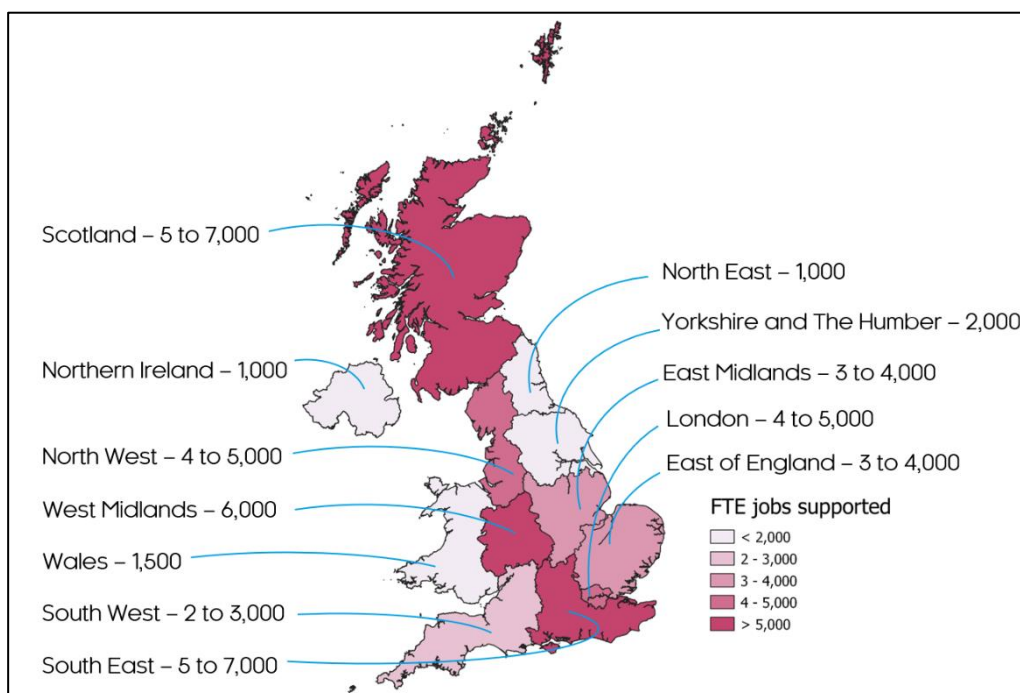 Scotland – 5 to 7,000
Northern Ireland – 1,000
North West – 4 to 5,000
West Midlands – 6,000
Wales – 1,500
South West – 2 to 3,000
South East – 5 to 7,000
North East – 1,000
Yorkshire and The Humber – 2,000
East Midlands – 3 to 4,000
London – 4 to 5,000
East of England – 3 to 4,000
FTE jobs supported
< 2,000
2 - 3,000
3 - 4,000
4 - 5,000
> 5,000